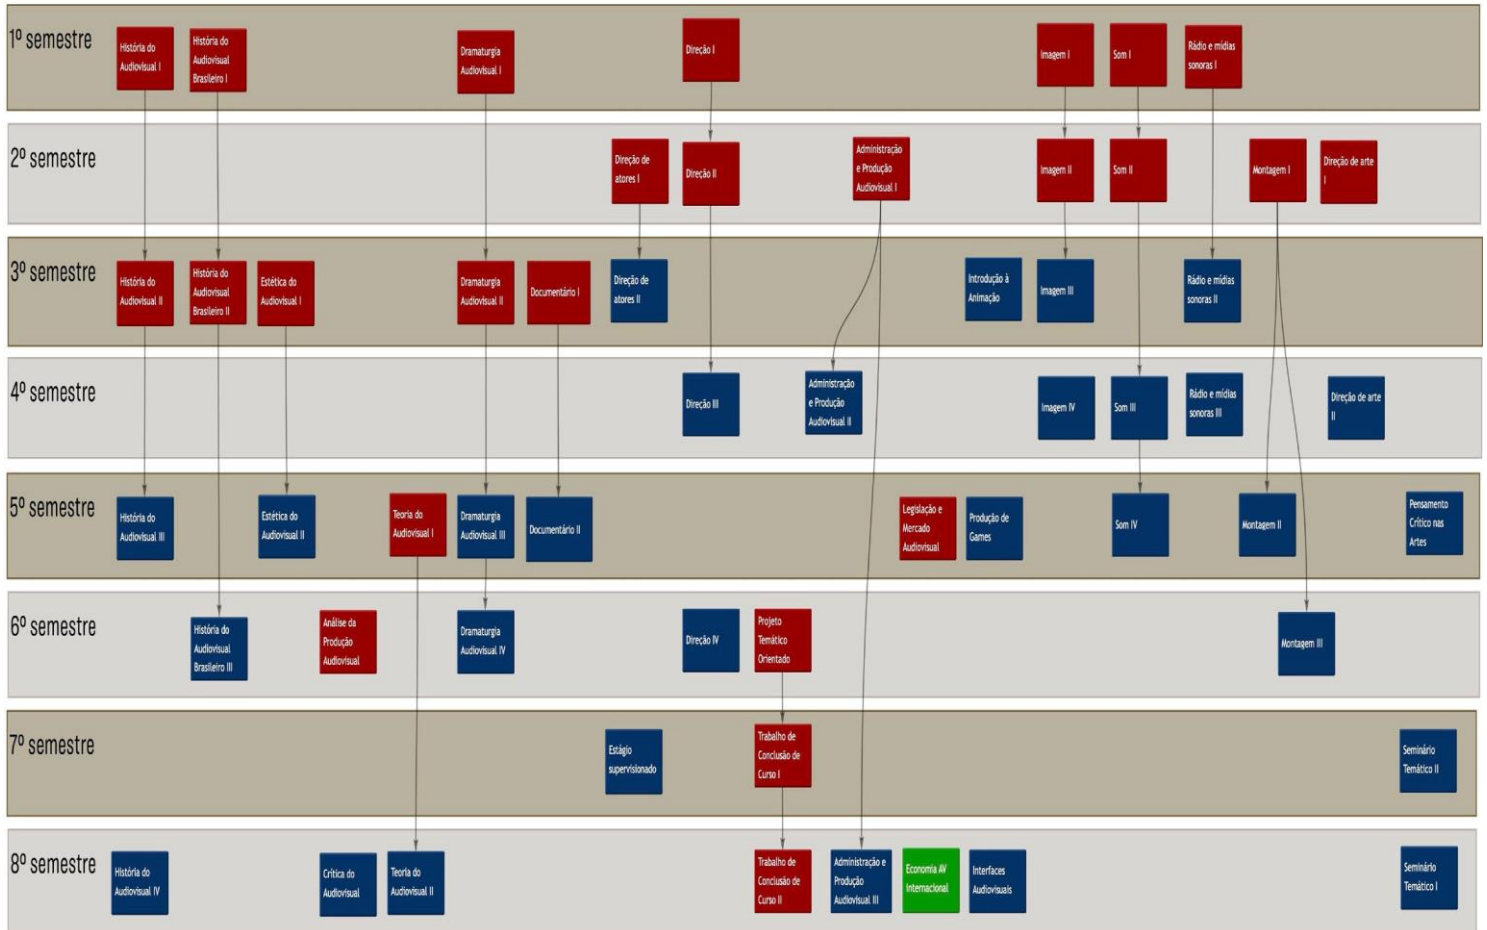 1º semestre
História do
Audiovisual I
História do
Audiovisual
Brasileiro I
Dramaturgia
Audiovisual I
Direção I
Imagem I
Som I
Rádio e mídias
sonoras I
2º semestre
Direção de
atores I
Direção II
Administração
e Produção
Audiovisual I
Imagem II
Som II
Montagem I
Direção de arte
I
3º semestre
História do
Audiovisual II
História do
Audiovisual
Brasileiro II
Estética do
Audiovisual I
Dramaturgia
Audiovisual II
Documentário I
Direção de
atores II
Introdução à
Animação
Imagem III
Rádio e mídias
sonoras II
4º semestre
Direção III
Administração
e Produção
Audiovisual II
Imagem IV
Som III
Rádio e mídias
sonoras III
Direção de arte
II
5º semestre
História do
Audiovisual III
Estética do
Audiovisual II
Teoria do
Audiovisual I
Dramaturgia
Audiovisual III
Documentário II
Legislação e
Mercado
Audiovisual
Produção de
Games
Som IV
Montagem II
Pensamento
Crítico nas
Artes
6º semestre
História do
Audiovisual
Brasileiro III
Análise da
Produção
Audiovisual
Dramaturgia
Audiovisual IV
Direção IV
Projeto
Temático
Orientado
Montagem III
7º semestre
Estágio
supervisionado
Trabalho de
Conclusão de
Curso I
Seminário
Temático II
8º semestre
História do
Audiovisual IV
Crítica do
Audiovisual
Teoria do
Audiovisual II
Trabalho de
Conclusão de
Curso II
Administração e
Produção
Audiovisual III
Economia AV
Internacional
Interfaces
Audiovisuais
Seminário
Temático I